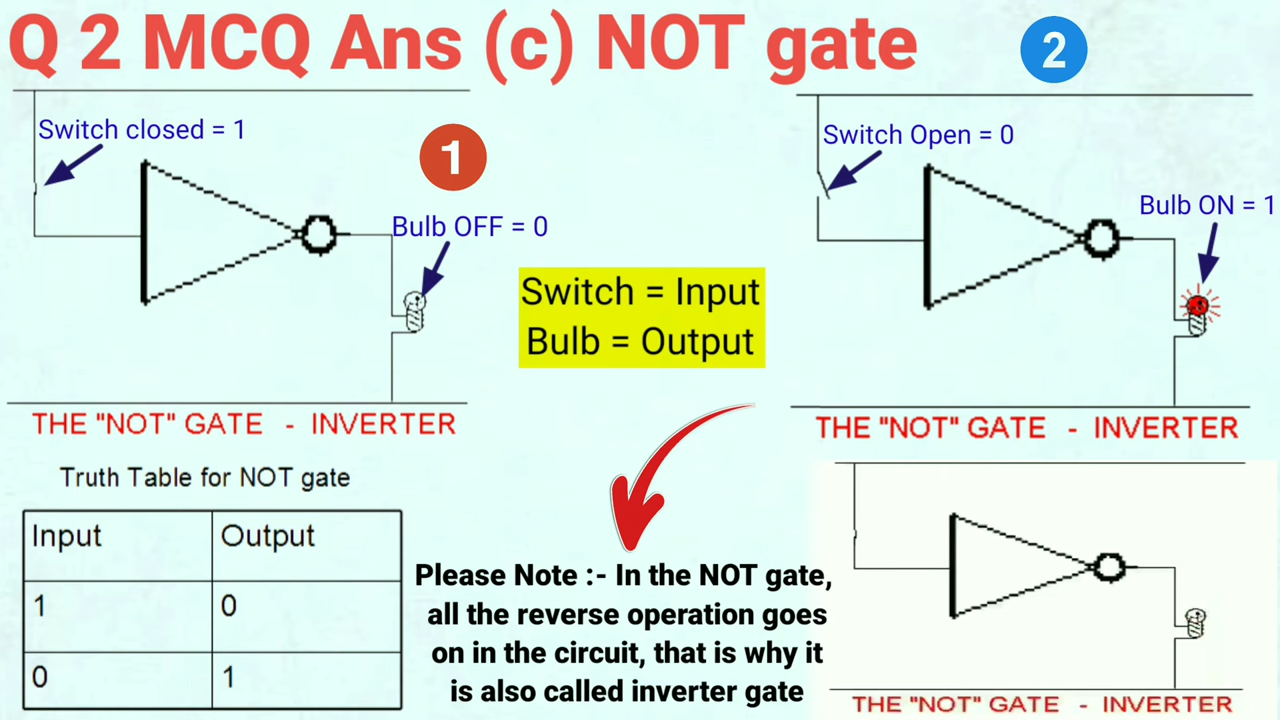 Q 2 MCQ Ans (c) NOT gate
2
Switch closed = 1
1
Bulb OFF = 0
THE "NOT" GATE - INVERTER
Switch Open = 0
Bulb ON = 1
THE "NOT" GATE - INVERTER
Switch = Input
Bulb = Output
Truth Table for NOT gate
Input Output
1 0
0 1
Please Note :- In the NOT gate,
all the reverse operation goes
on in the circuit, that is why it
is also called inverter gate
THE "NOT" GATE - INVERTER